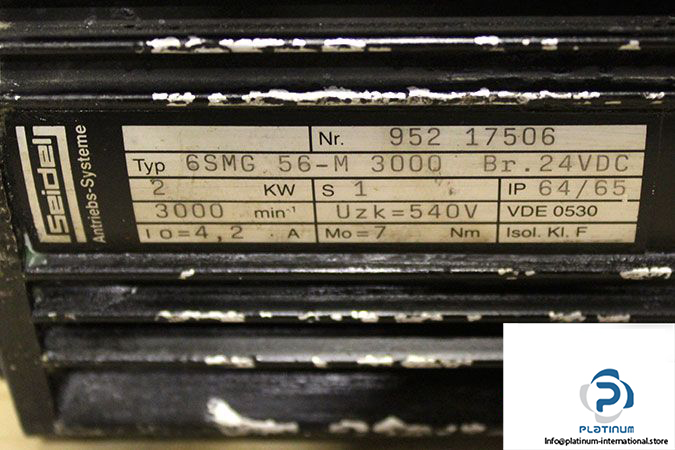 Seidel
Antriebs-Systeme
Nr. 952 17506
Typ 6SMG 56-M 3000 Br.24VDC
2 KW S 1 IP 64/65
3000 min-1 Uzk=540V VDE 0530
Io=4,2 A Mo=7 Nm Isol. Kl. F
PLATINUM
Info@platinum-international.store